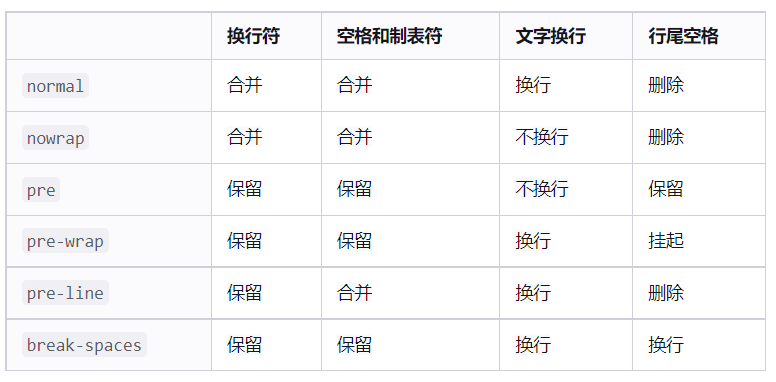 换行符 空格和制表符 文字换行 行尾空格
normal 合并 合并 换行 删除
nowrap 合并 合并 不换行 删除
pre 保留 保留 不换行 保留
pre-wrap 保留 保留 换行 挂起
pre-line 保留 合并 换行 删除
break-spaces 保留 保留 换行 换行